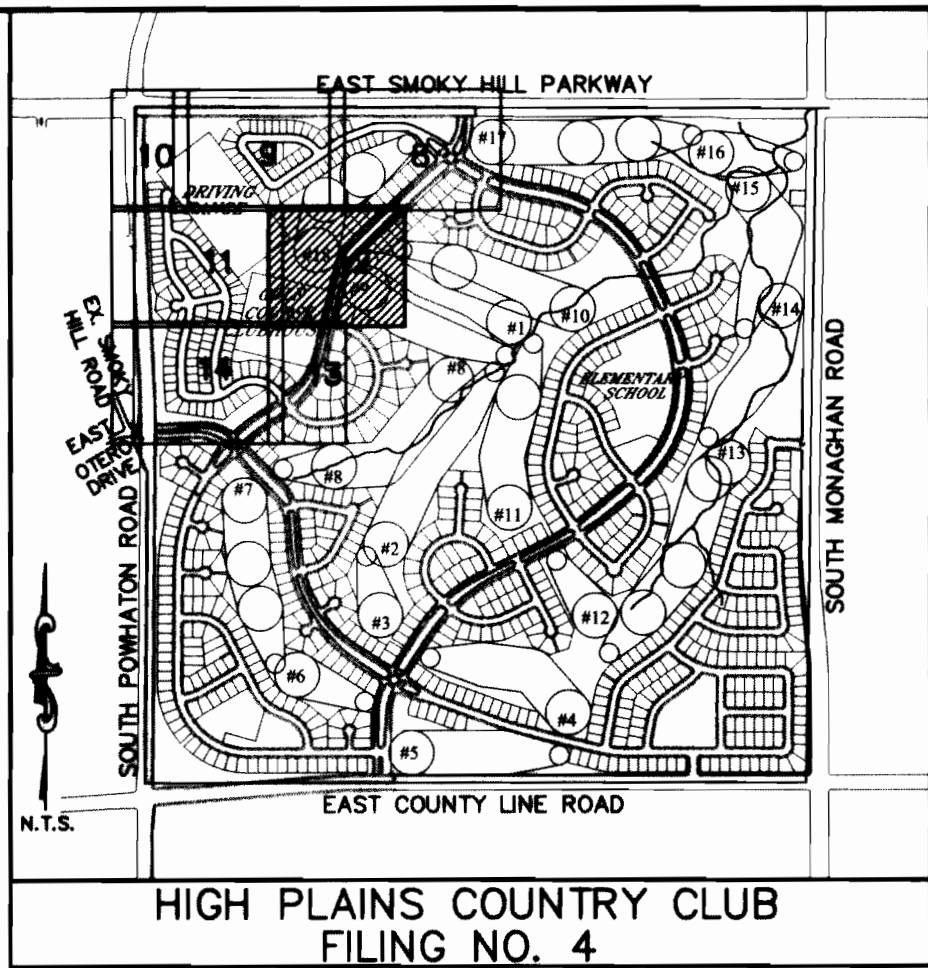 EAST SMOKY HILL PARKWAY
#17
#16
#15
10
9
DRIVING
11
#10
#14
#1
#8
ELEMENTARY
SCHOOL
14
13
EX. SMOKY
HILL ROAD
EAST
OTERO
DRIVE
#7
#8
#13
#11
#2
#12
#3
#6
#4
#5
SOUTH POWHATON ROAD
SOUTH MONAGHAN ROAD
N.T.S.
EAST COUNTY LINE ROAD
HIGH PLAINS COUNTRY CLUB
FILING NO. 4